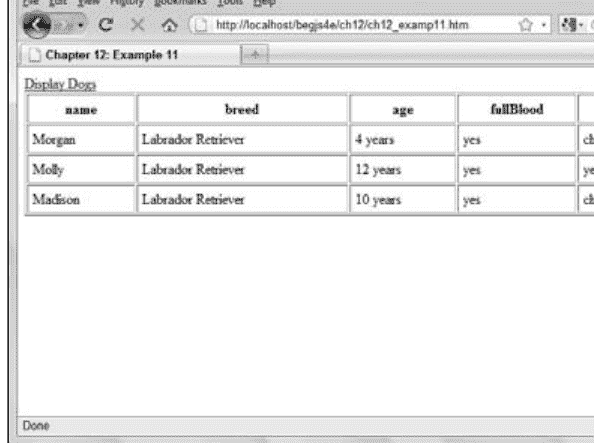 File Edit View History Bookmarks Tools Help
http://localhost/begjs4e/ch12/ch12_examp11.htm
Chapter 12: Example 11
Display Dogs
name breed age fullBlood
Morgan Labrador Retriever 4 years yes
Molly Labrador Retriever 12 years yes
Madison Labrador Retriever 10 years yes
Done